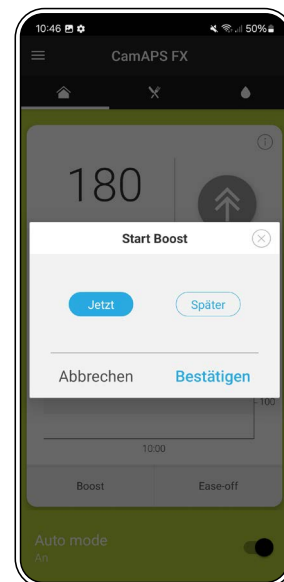 10:46 50%
CamAPS FX
180
Start Boost
Jetzt Später
Abbrechen Bestätigen
100
10:00
Boost Ease-off
Auto mode
An